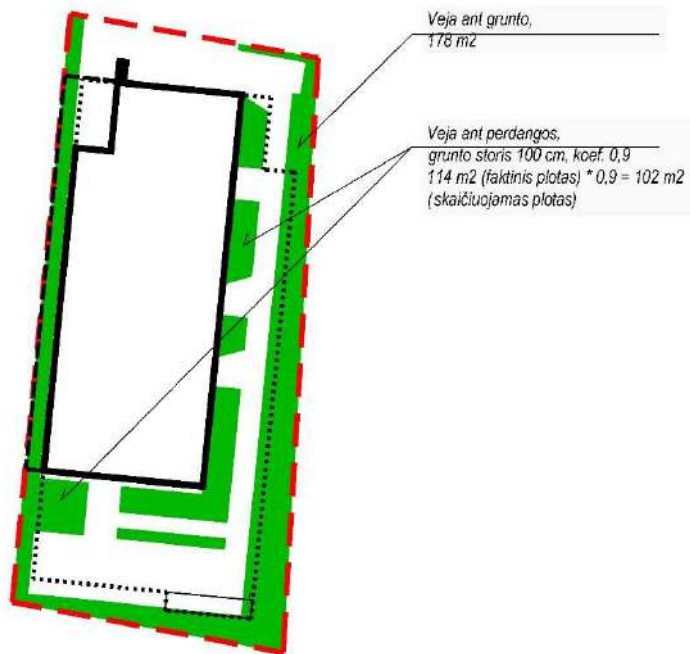 Veja ant grunto,
178 m2
Veja ant perdangos,
grunto storis 100 cm, koef. 0,9
114 m2 (faktinis plotas) * 0,9 = 102 m2
(skaičiuojamas plotas)